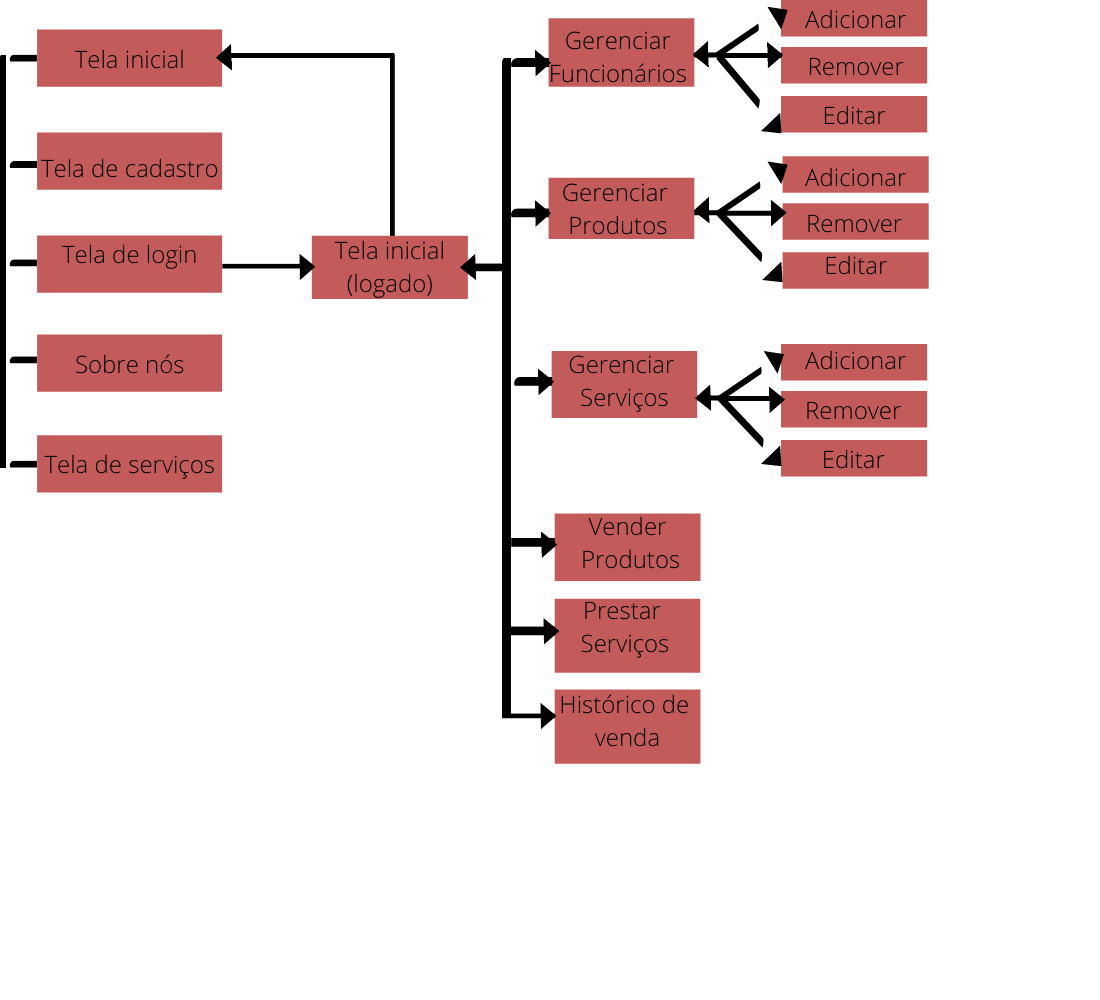 Tela inicial
Tela de cadastro
Tela de login
Sobre nós
Tela de serviços
Tela inicial
(logado)
Gerenciar
Funcionários
Adicionar
Remover
Editar
Gerenciar
Produtos
Adicionar
Remover
Editar
Gerenciar
Serviços
Adicionar
Remover
Editar
Vender
Produtos
Prestar
Serviços
Histórico de
venda